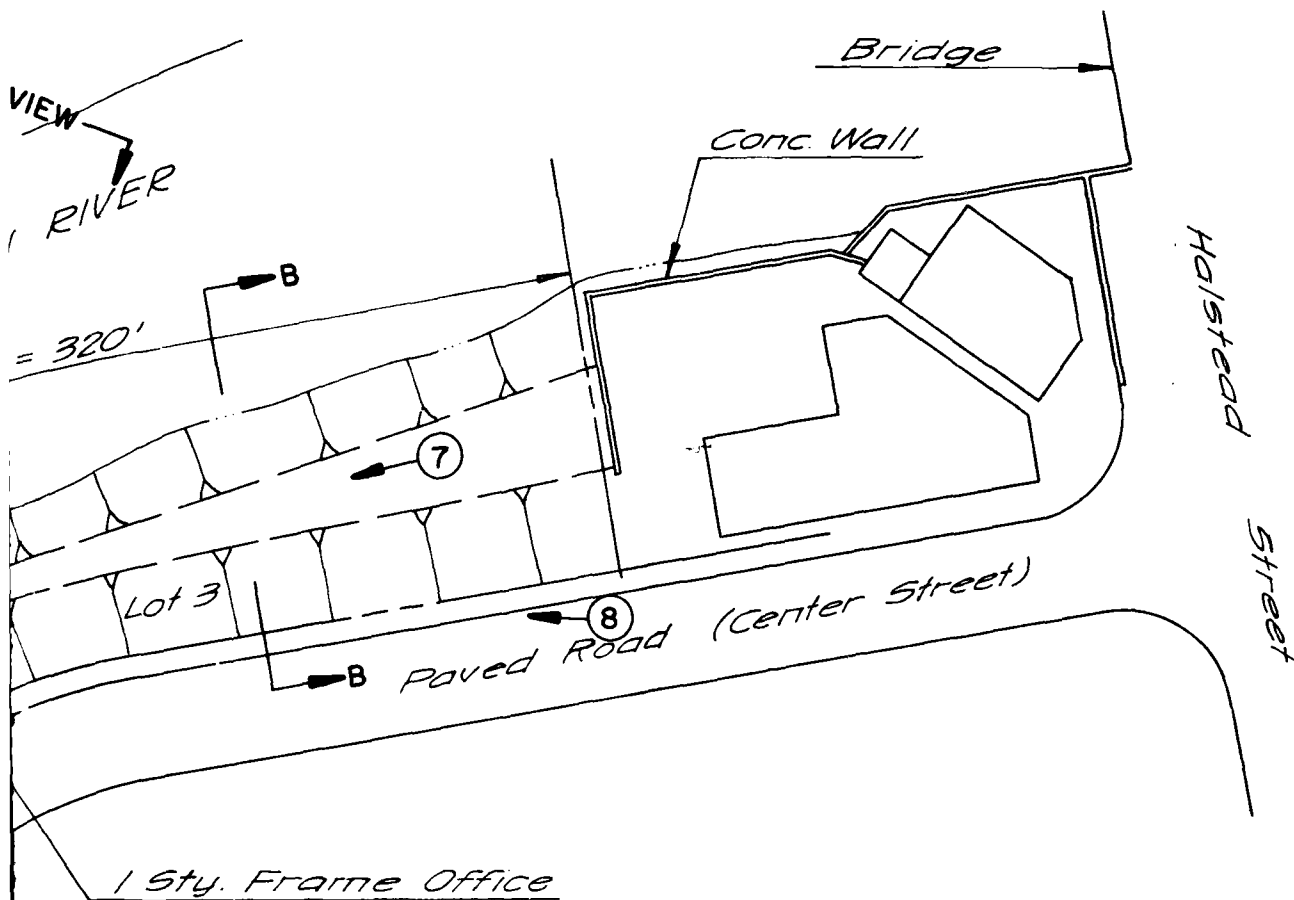 Bridge
VIEW
Conc. Wall
RIVER
B
= 320'
Halstead Street
7
Lot 3
8
Paved Road (Center Street)
B
1 Sty. Frame Office